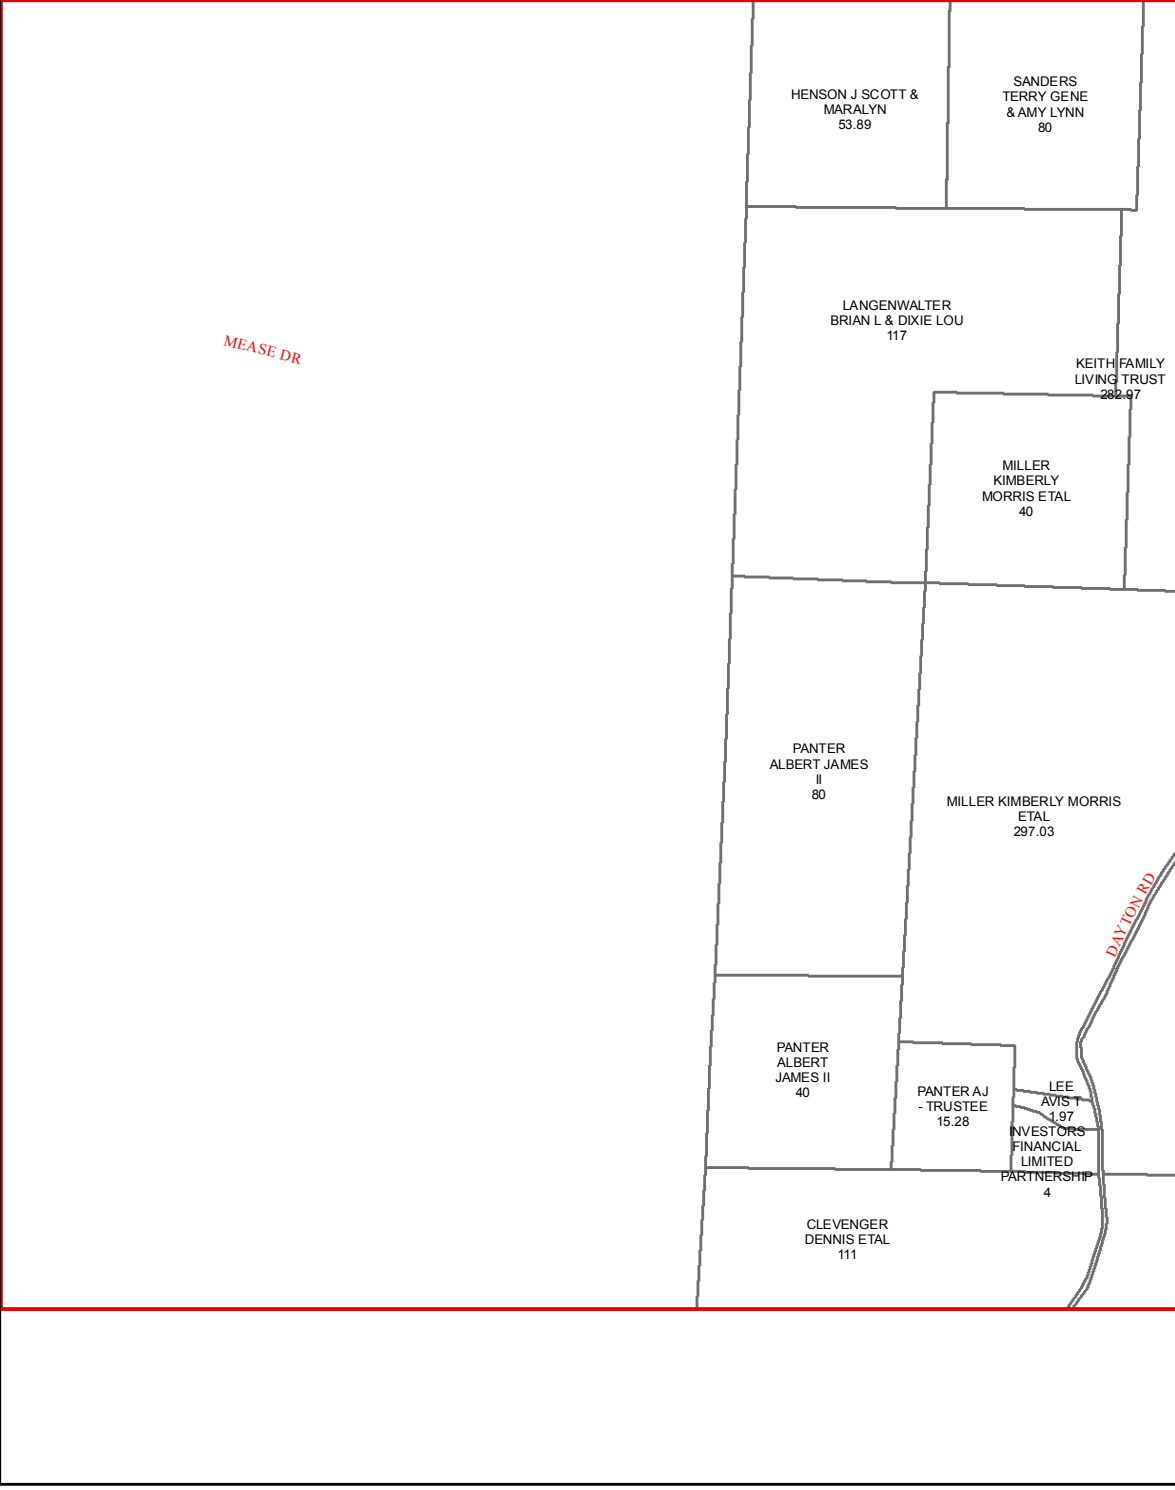 HENSON J SCOTT &
MARALYN
53.89
SANDERS
TERRY GENE
& AMY LYNN
80
LANGENWALTER
BRIAN L & DIXIE LOU
117
MEASE DR
KEITH FAMILY
LIVING TRUST
282.97
MILLER
KIMBERLY
MORRIS ETAL
40
PANTER
ALBERT JAMES
II
80
MILLER KIMBERLY MORRIS
ETAL
297.03
DAYTON RD
PANTER
ALBERT
JAMES II
40
PANTER AJ
- TRUSTEE
15.28
LEE
AVIS T
1.97
INVESTORS
FINANCIAL
LIMITED
PARTNERSHIP
4
CLEVENGER
DENNIS ETAL
111